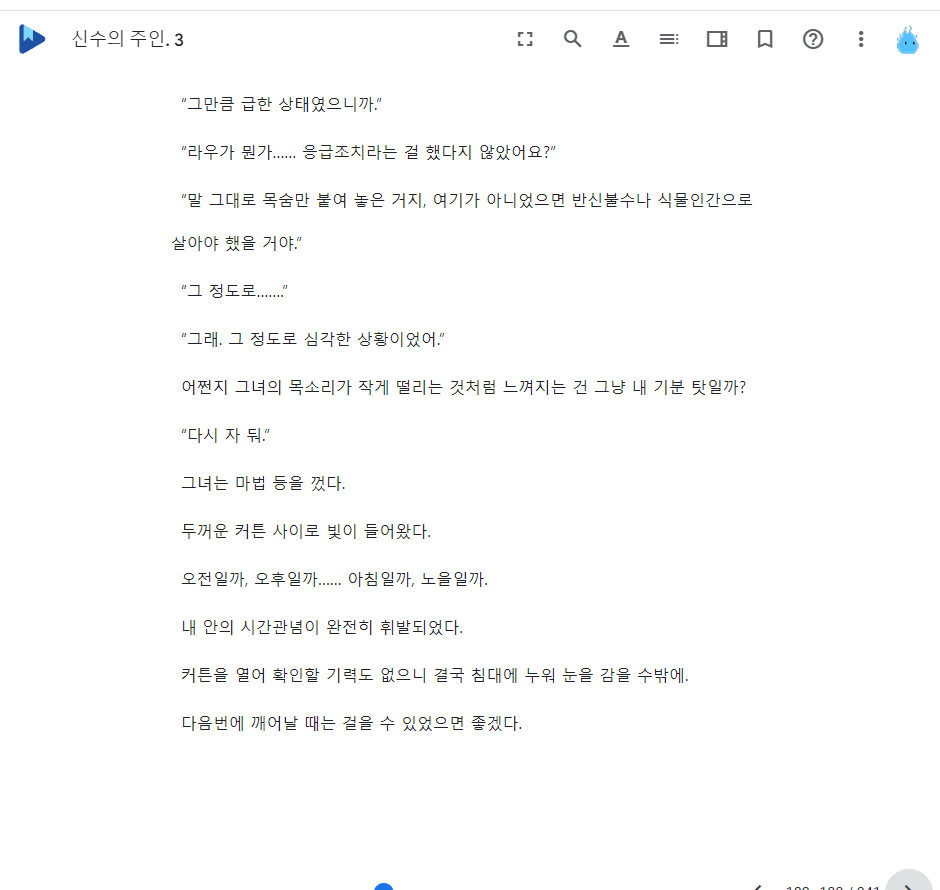 신수의 주인. 3
“그만큼 급한 상태였으니까.”
“라우가 뭔가…… 응급조치라는 걸 했다지 않았어요?”
“말 그대로 목숨만 붙여 놓은 거지, 여기가 아니었으면 반신불수나 식물인간으로
살아야 했을 거야.”
“그 정도로…….”
“그래. 그 정도로 심각한 상황이었어.”
어쩐지 그녀의 목소리가 작게 떨리는 것처럼 느껴지는 건 그냥 내 기분 탓일까?
“다시 자 둬.”
그녀는 마법 등을 껐다.
두꺼운 커튼 사이로 빛이 들어왔다.
오전일까, 오후일까…… 아침일까, 노을일까.
내 안의 시간관념이 완전히 휘발되었다.
커튼을 열어 확인할 기력도 없으니 결국 침대에 누워 눈을 감을 수밖에.
다음번에 깨어날 때는 걸을 수 있었으면 좋겠다.